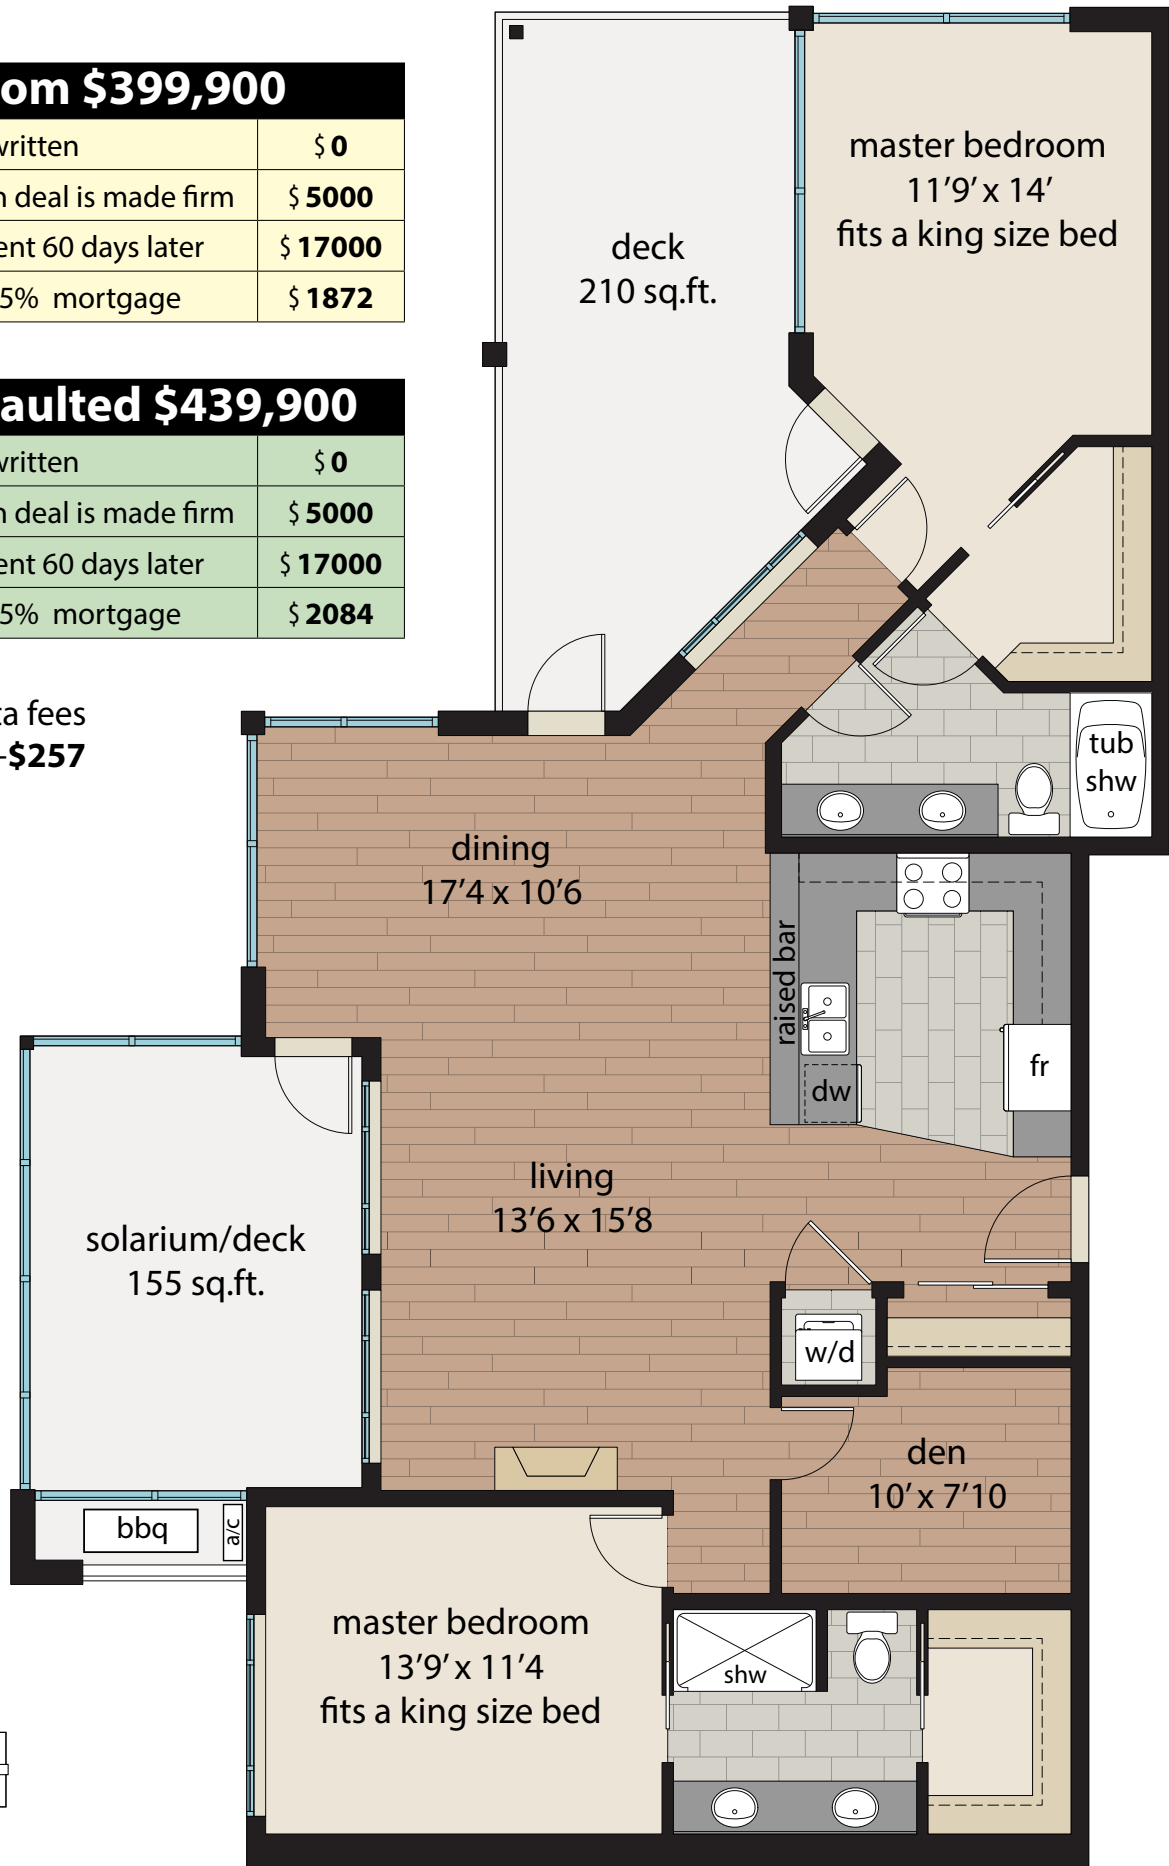 om $399,900
written $ 0
n deal is made firm $ 5000
ent 60 days later $ 17000
5% mortgage $ 1872
aulted $439,900
written $ 0
n deal is made firm $ 5000
ent 60 days later $ 17000
5% mortgage $ 2084
ta fees
-$257
master bedroom
11'9' x 14'
fits a king size bed
deck
210 sq.ft.
tub
shw
dining
17'4 x 10'6
raised bar
fr
dw
living
13'6 x 15'8
solarium/deck
155 sq.ft.
w/d
den
10' x 7'10
bbq
a/c
master bedroom
13'9' x 11'4
fits a king size bed
shw